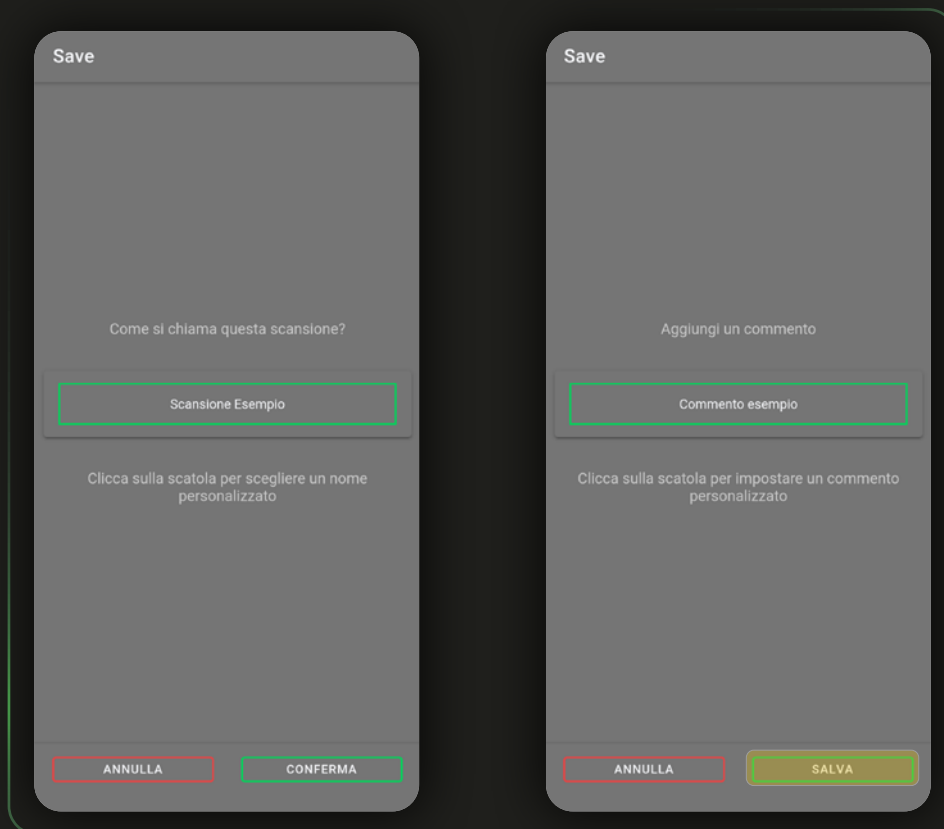 Save
Come si chiama questa scansione?
Scansione Esempio
Clicca sulla scatola per scegliere un nome
personalizzato
ANNULLA
CONFERMA
Save
Aggiungi un commento
Commento esempio
Clicca sulla scatola per impostare un commento
personalizzato
ANNULLA
SALVA